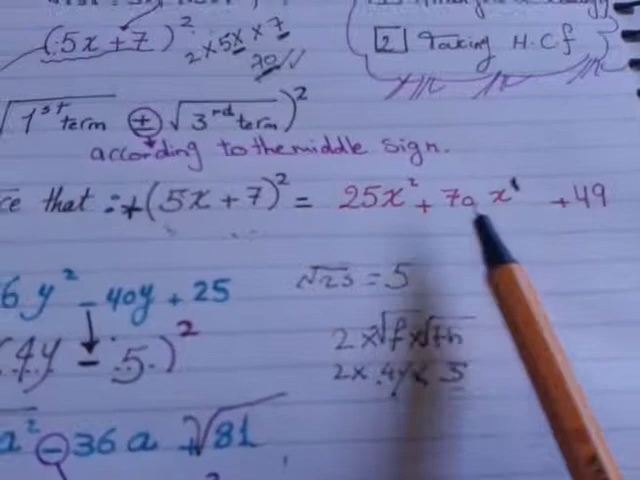 (5x + 7)²
2 × 5x × 7
70
2 Taking H.C.f
√1st term ± √3rd term)²
according to the middle sign.
that :- (5x + 7)² = 25x² + 70 x¹ + 49
6y² - 40y + 25
√25 = 5
(4y - 5)²
2 × √f × √th
2 × 4y × 5
a² - 36a √81